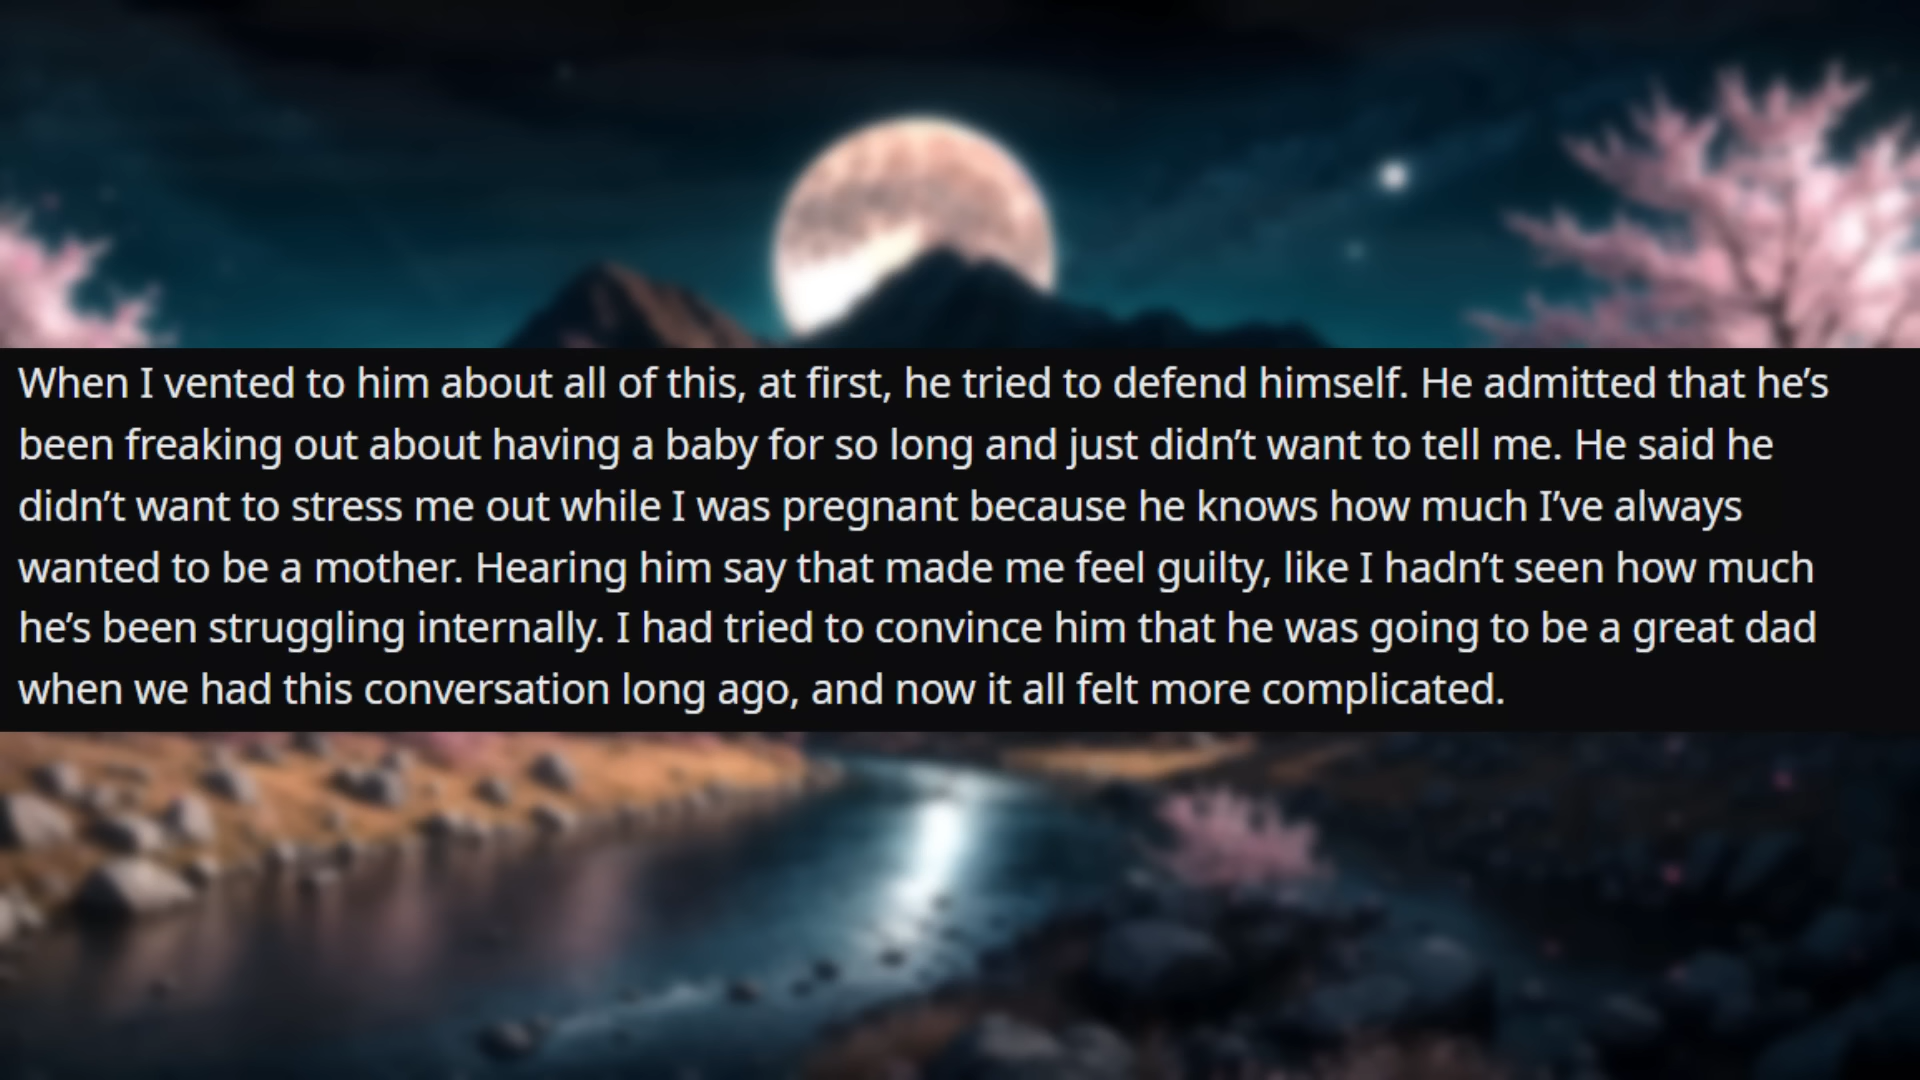 When I vented to him about all of this, at first, he tried to defend himself. He admitted that he’s
been freaking out about having a baby for so long and just didn’t want to tell me. He said he
didn’t want to stress me out while I was pregnant because he knows how much I’ve always
wanted to be a mother. Hearing him say that made me feel guilty, like I hadn’t seen how much
he’s been struggling internally. I had tried to convince him that he was going to be a great dad
when we had this conversation long ago, and now it all felt more complicated.